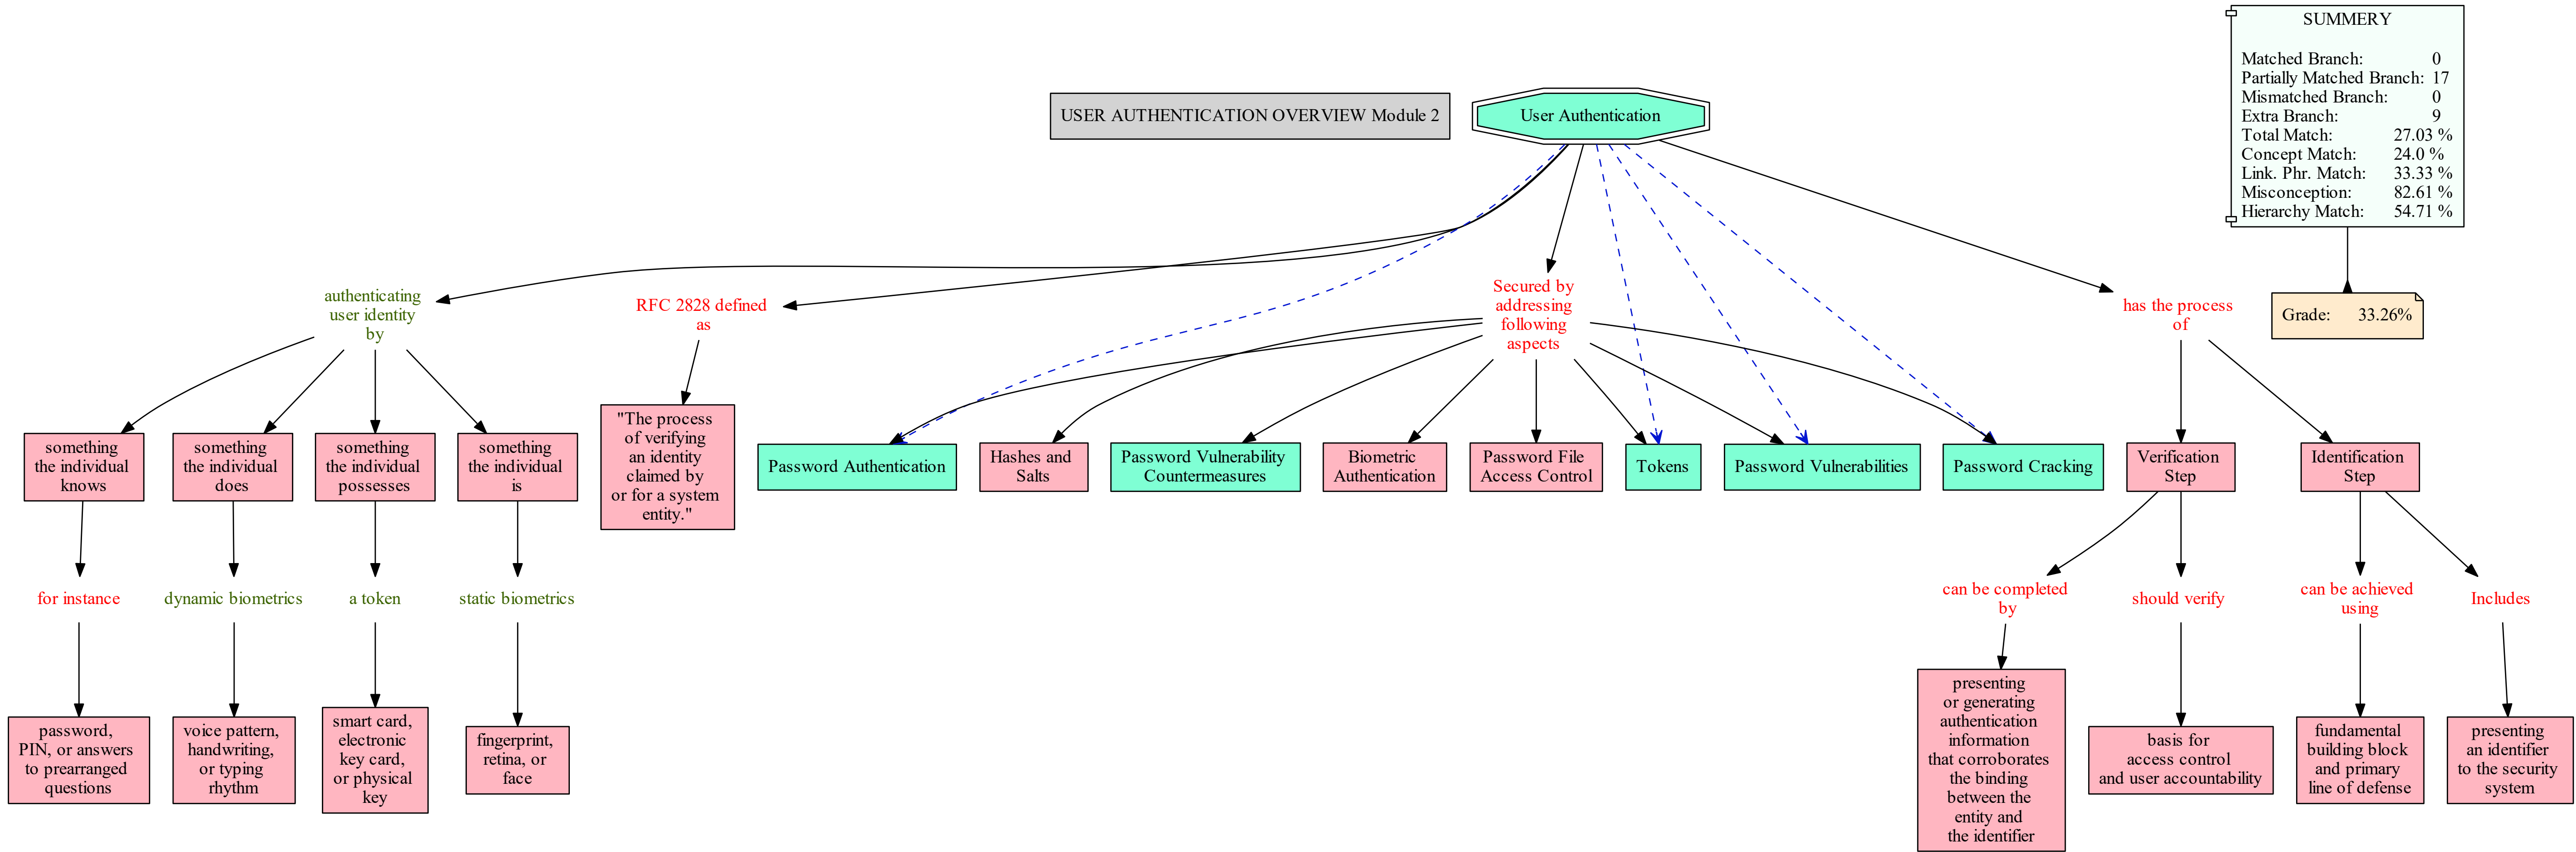 SUMMERY
Matched Branch: 0
Partially Matched Branch: 17
Mismatched Branch: 0
Extra Branch: 9
Total Match: 27.03 %
Concept Match: 24.0 %
Link. Phr. Match: 33.33 %
Misconception: 82.61 %
Hierarchy Match: 54.71 %
USER AUTHENTICATION OVERVIEW Module 2
User Authentication
Grade: 33.26%
authenticating
user identity
by
RFC 2828 defined
as
Secured by
addressing
following
aspects
has the process
of
something
the individual
knows
something
the individual
does
something
the individual
possesses
something
the individual
is
"The process
of verifying
an identity
claimed by
or for a system
entity."
Password Authentication
Hashes and
Salts
Password Vulnerability
Countermeasures
Biometric
Authentication
Password File
Access Control
Tokens
Password Vulnerabilities
Password Cracking
Verification
Step
Identification
Step
for instance
dynamic biometrics
a token
static biometrics
can be completed
by
should verify
can be achieved
using
Includes
password,
PIN, or answers
to prearranged
questions
voice pattern,
handwriting,
or typing
rhythm
smart card,
electronic
key card,
or physical
key
fingerprint,
retina, or
face
presenting
or generating
authentication
information
that corroborates
the binding
between the
entity and
the identifier
basis for
access control
and user accountability
fundamental
building block
and primary
line of defense
presenting
an identifier
to the security
system